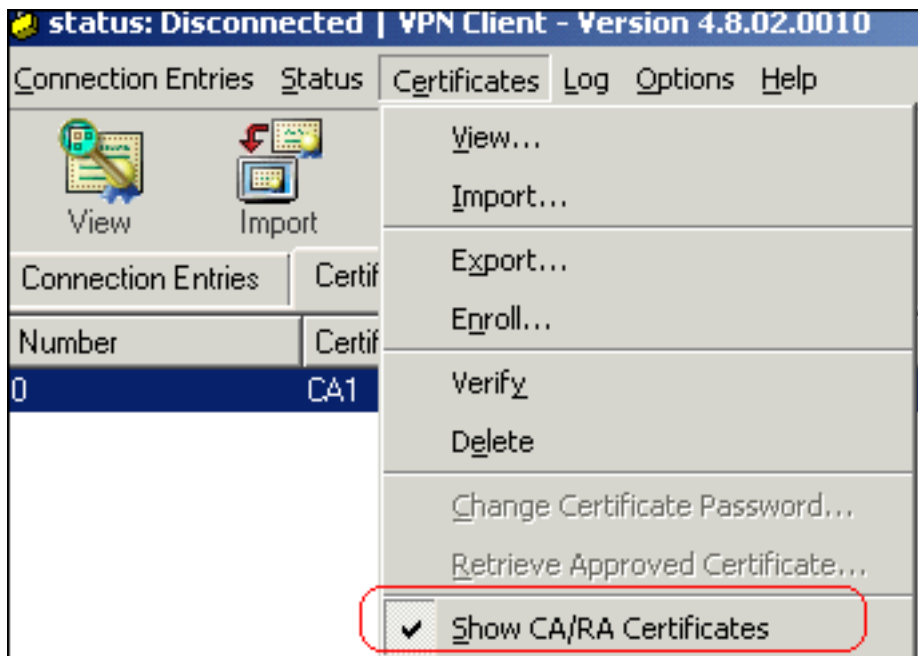 status: Disconnected | VPN Client - Version 4.8.02.0010
Connection Entries Status Certificates Log Options Help
View Import
Connection Entries Certif
Number Certif
0 CA1
View...
Import...
Export...
Enroll...
Verify
Delete
Change Certificate Password...
Retrieve Approved Certificate...
Show CA/RA Certificates